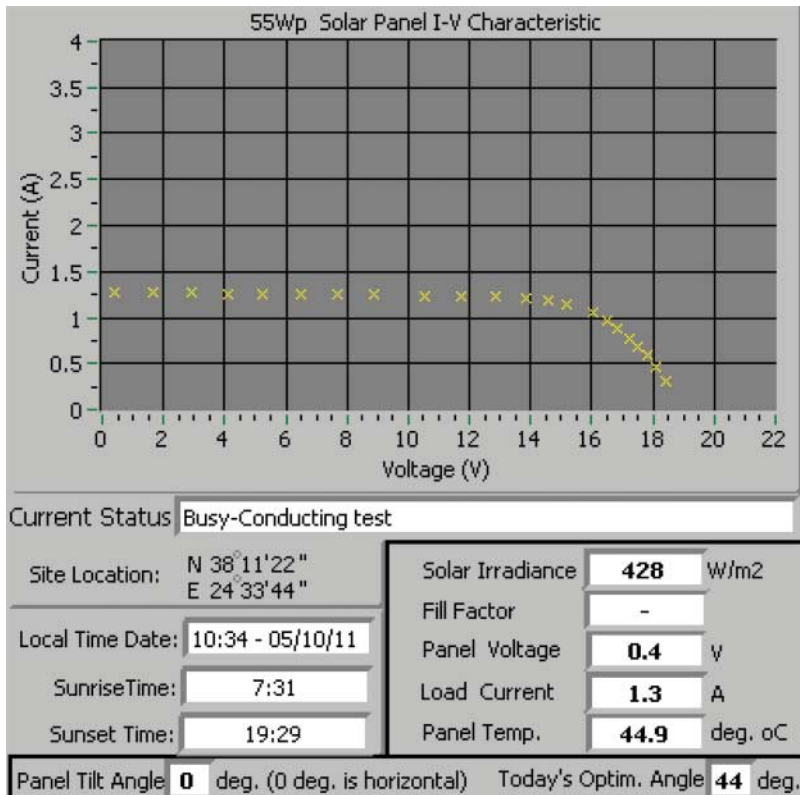 55Wp Solar Panel I-V Characteristic
4
3.5
3
2.5
2
1.5
1
0.5
0
Current (A)
0 2 4 6 8 10 12 14 16 18 20 22
Voltage (V)
Current Status Busy-Conducting test
Site Location: N 38°11'22"
E 24°33'44"
Local Time Date: 10:34 - 05/10/11
SunriseTime: 7:31
Sunset Time: 19:29
Solar Irradiance 428 W/m2
Fill Factor -
Panel Voltage 0.4 V
Load Current 1.3 A
Panel Temp. 44.9 deg. oC
Panel Tilt Angle 0 deg. (0 deg. is horizontal) Today's Optim. Angle 44 deg.